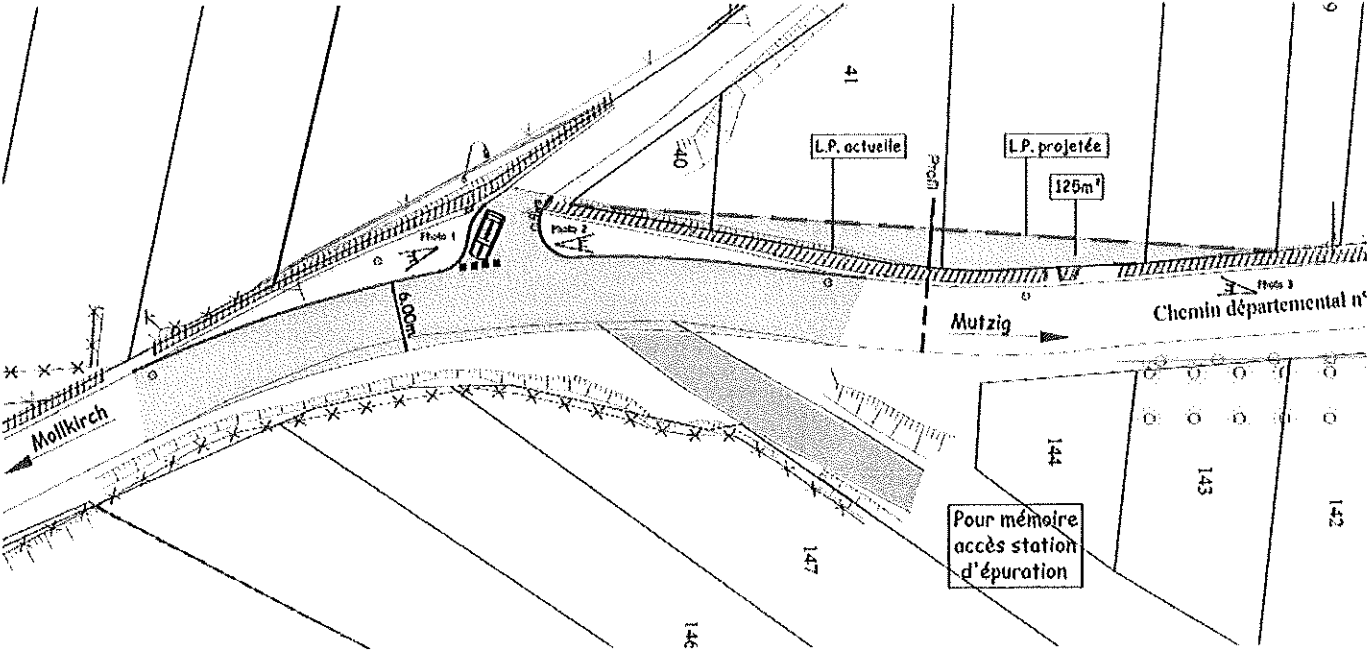 41
40
L.P. actuelle
Profil
L.P. projetée
125m²
Photo 1
Photo 2
Photo 3
6.00m
Mutzig
Chemin départemental n°
Mollkirch
144
143
142
147
146
Pour mémoire
accès station
d'épuration